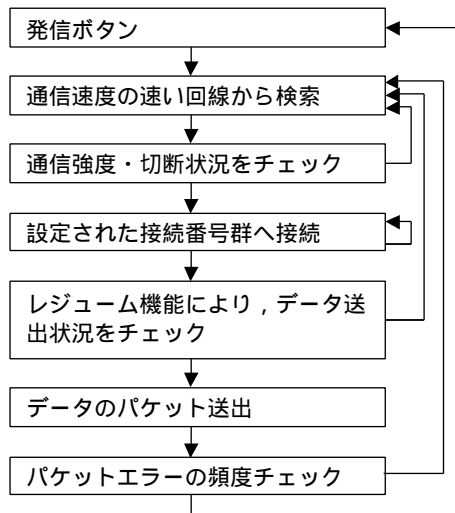 発信ボタン
通信速度の速い回線から検索
通信強度・切断状況をチェック
設定された接続番号群へ接続
レジューム機能により，データ送
出状況をチェック
データのパケット送出
パケットエラーの頻度チェック